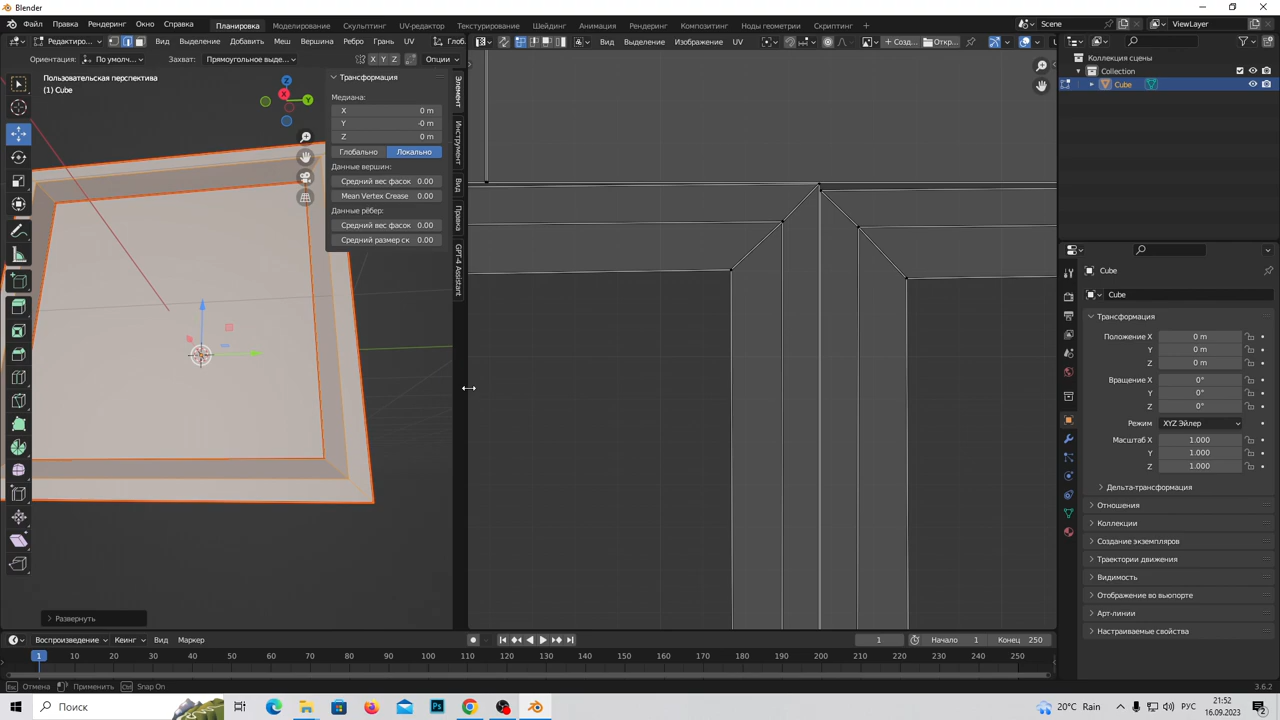 Blender
Файл Правка Рендеринг Окно Справка Планировка Моделирование Скульптинг UV-редактор Текстурирование Шейдинг Анимация Рендеринг Композитинг Ноды геометрии Скриптинг + Scene ViewLayer
Редактиро... Вид Выделение Добавить Меш Вершина Ребро Грань UV Глоб. Вид Выделение Изображение UV + Созд... Откр...
Ориентация: По умолч... Захват: Прямоугольное выде... X Y Z Опции
Пользовательская перспектива
(1) Cube
Z
X
Y
Трансформация
Медиана:
X 0 m
Y -0 m
Z 0 m
Глобально Локально
Данные вершин:
Средний вес фасок 0.00
Mean Vertex Crease 0.00
Данные рёбер:
Средний вес фасок 0.00
Средний размер ск 0.00
Элемент
Инструмент
Вид
Правка
GPT-4 Assistant
Развернуть
Коллекция сцены
Collection
Cube
Cube
Cube
Трансформация
Положение X 0 m
Y 0 m
Z 0 m
Вращение X 0°
Y 0°
Z 0°
Режим XYZ Эйлер
Масштаб X 1.000
Y 1.000
Z 1.000
Дельта-трансформация
Отношения
Коллекции
Создание экземпляров
Траектории движения
Видимость
Отображение во вьюпорте
Арт-линии
Настраиваемые свойства
Воспроизведение Кеинг Вид Маркер 1 Начало 1 Конец 250
1 10 20 30 40 50 60 70 80 90 100 110 120 130 140 150 160 170 180 190 200 210 220 230 240 250
Esc Отмена Применить Ctrl Snap On 3.6.2
Поиск Ps 20°C Rain РУС 21:52
16.09.2023 2